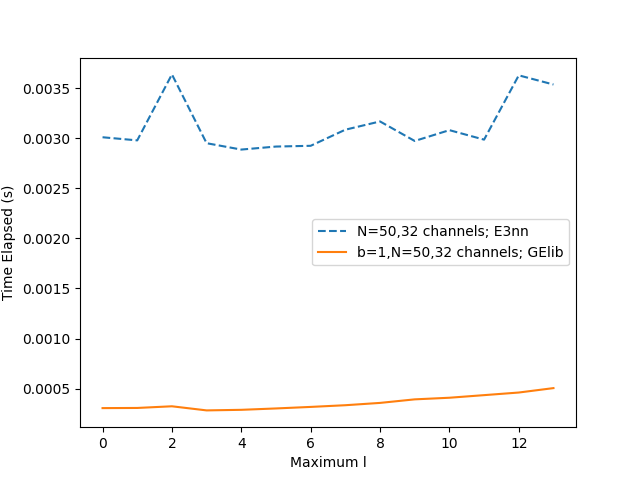 0.0035
0.0030
0.0025
0.0020
0.0015
0.0010
0.0005
Time Elapsed (s)
N=50,32 channels; E3nn
b=1,N=50,32 channels; GElib
0 2 4 6 8 10 12
Maximum l